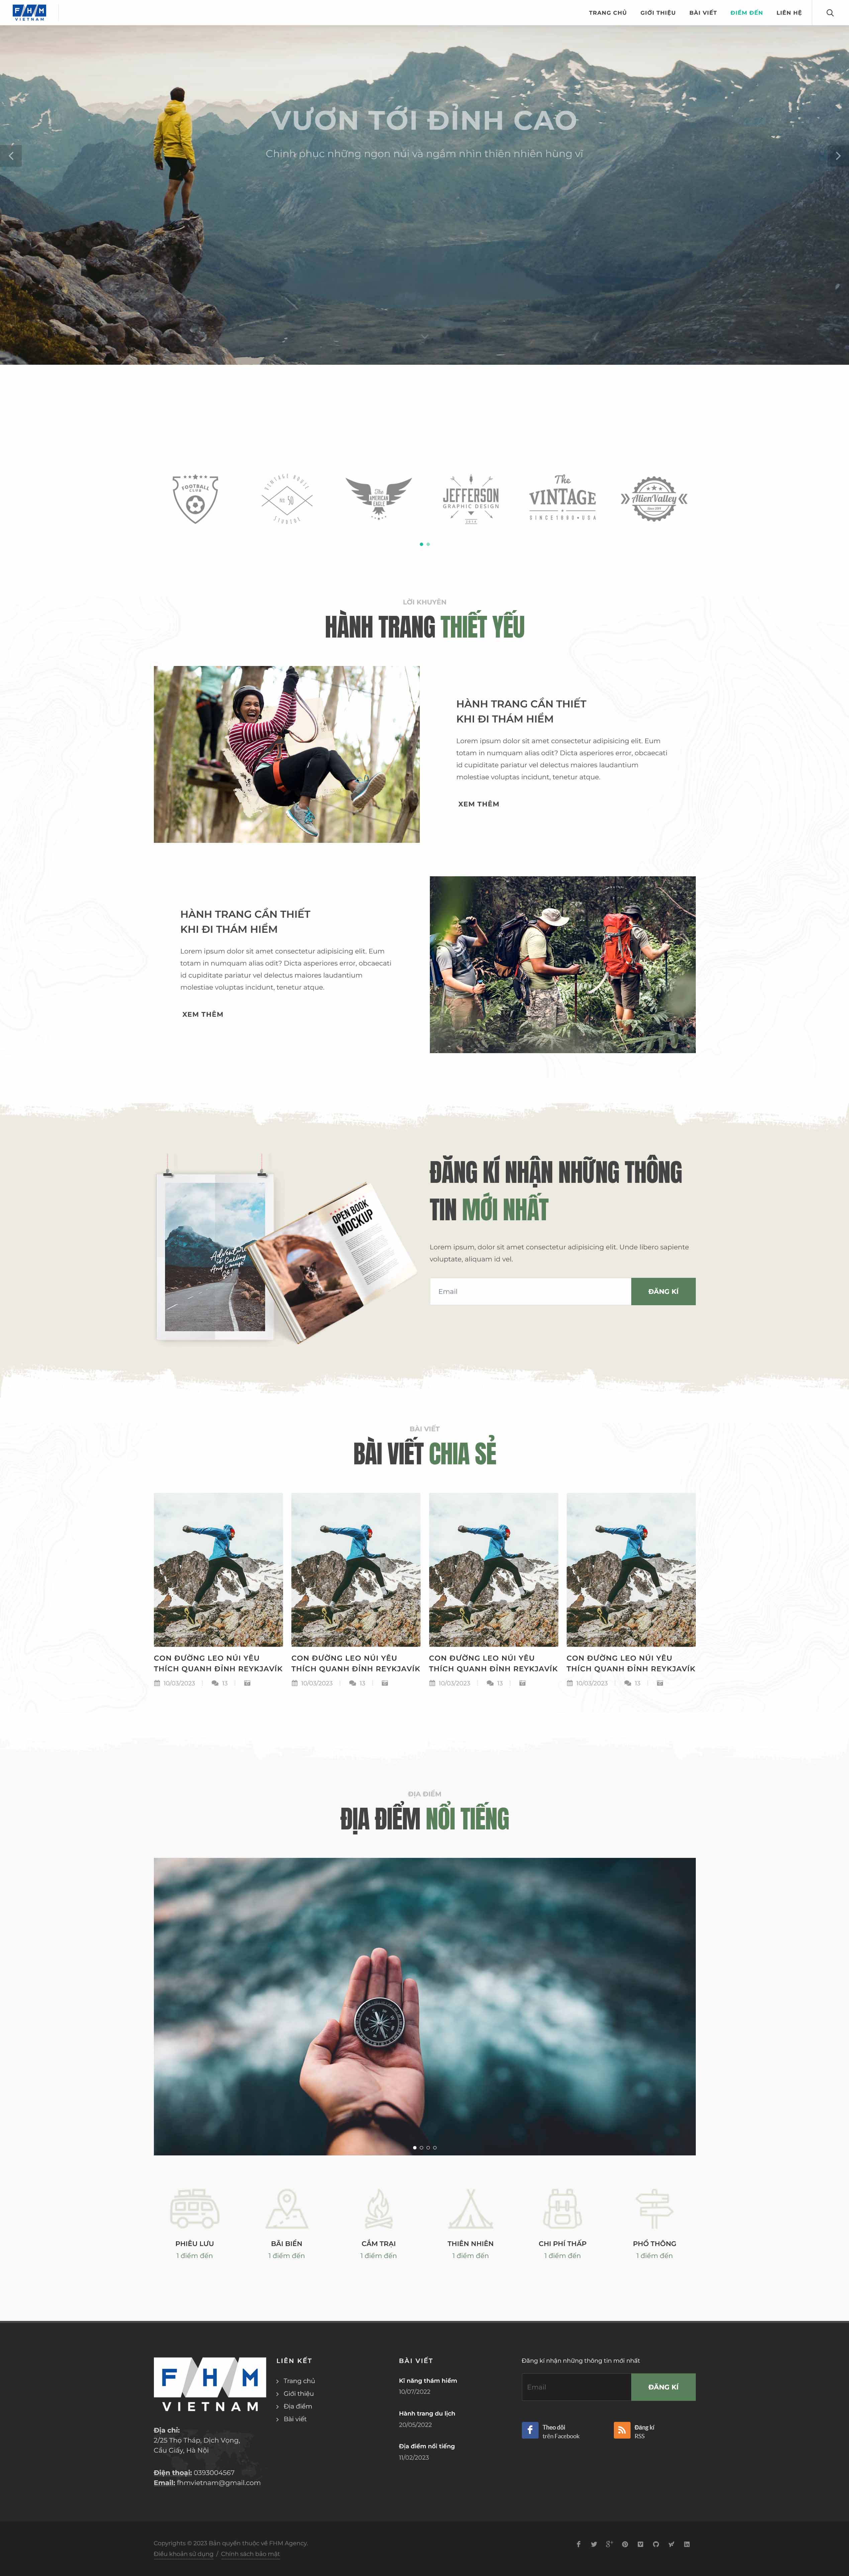 FHM
VIETNAM
TRANG CHỦ
GIỚI THIỆU
BÀI VIẾT
ĐIỂM ĐẾN
LIÊN HỆ
VƯƠN TỚI ĐỈNH CAO
Chinh phục những ngọn núi và ngắm nhìn thiên nhiên hùng vĩ
FOOTBALL
CLUB
VINTAGE HOUSE
STUDERS
The
AMERICAN
EAGLE
JEFFERSON
GRAPHIC DESIGN
The
VINTAGE
SINCE1969★USA
AlienValley
LỜI KHUYÊN
HÀNH TRANG THIẾT YẾU
HÀNH TRANG CẦN THIẾT
KHI ĐI THÁM HIỂM
Lorem ipsum dolor sit amet consectetur adipisicing elit. Eum
totam in numquam alias odit? Dicta asperiores error, obcaecati
id cupiditate pariatur vel delectus maiores laudantium
molestiae voluptas incidunt, tenetur atque.
XEM THÊM
HÀNH TRANG CẦN THIẾT
KHI ĐI THÁM HIỂM
Lorem ipsum dolor sit amet consectetur adipisicing elit. Eum
totam in numquam alias odit? Dicta asperiores error, obcaecati
id cupiditate pariatur vel delectus maiores laudantium
molestiae voluptas incidunt, tenetur atque.
XEM THÊM
OPEN BOOK
MOCKUP
Adventure
is Calling
ĐĂNG KÍ NHẬN NHỮNG THÔNG
TIN MỚI NHẤT
Lorem ipsum, dolor sit amet consectetur adipisicing elit. Unde libero sapiente
voluptate, aliquam id vel.
Email
ĐĂNG KÍ
BÀI VIẾT
BÀI VIẾT CHIA SẺ
CON ĐƯỜNG LEO NÚI YÊU
THÍCH QUANH ĐỈNH REYKJAVÍK
10/03/2023 13
CON ĐƯỜNG LEO NÚI YÊU
THÍCH QUANH ĐỈNH REYKJAVÍK
10/03/2023 13
CON ĐƯỜNG LEO NÚI YÊU
THÍCH QUANH ĐỈNH REYKJAVÍK
10/03/2023 13
CON ĐƯỜNG LEO NÚI YÊU
THÍCH QUANH ĐỈNH REYKJAVÍK
10/03/2023 13
ĐỊA ĐIỂM
ĐỊA ĐIỂM NỔI TIẾNG
PHIÊU LƯU
1 điểm đến
BÃI BIỂN
1 điểm đến
CẮM TRẠI
1 điểm đến
THIÊN NHIÊN
1 điểm đến
CHI PHÍ THẤP
1 điểm đến
PHỔ THÔNG
1 điểm đến
FHM
VIETNAM
Địa chỉ:
2/25 Thọ Tháp, Dịch Vọng,
Cầu Giấy, Hà Nội
Điện thoại: 0393004567
Email: fhmvietnam@gmail.com
LIÊN KẾT
Trang chủ
Giới thiệu
Địa điểm
Bài viết
BÀI VIẾT
Kĩ năng thám hiểm
10/07/2022
Hành trang du lịch
20/05/2022
Địa điểm nổi tiếng
11/02/2023
Đăng kí nhận những thông tin mới nhất
Email
ĐĂNG KÍ
Theo dõi
trên Facebook
Đăng kí
RSS
Copyrights © 2023 Bản quyền thuộc về FHM Agency.
Điều khoản sử dụng / Chính sách bảo mật